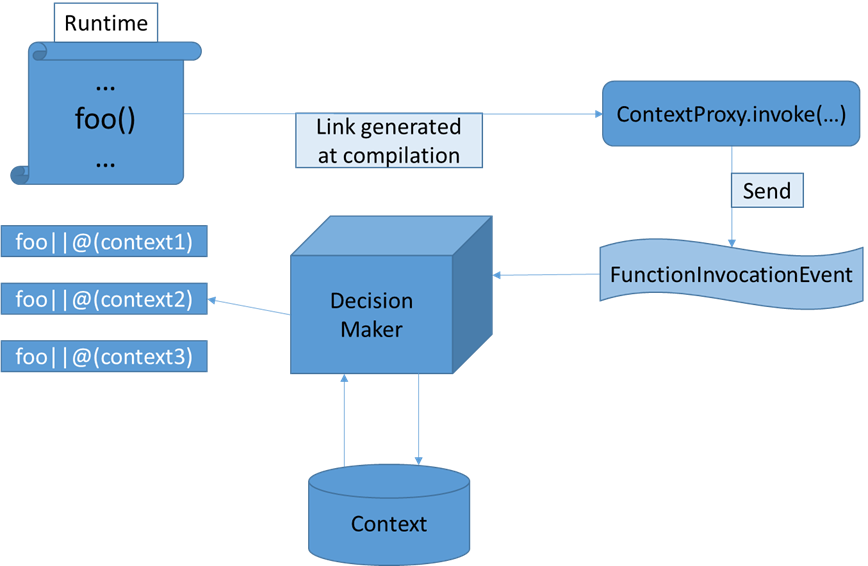 Runtime
...
foo()
...
Link generated
at compilation
ContextProxy.invoke(...)
Send
FunctionInvocationEvent
Decision
Maker
foo||@(context1)
foo||@(context2)
foo||@(context3)
Context